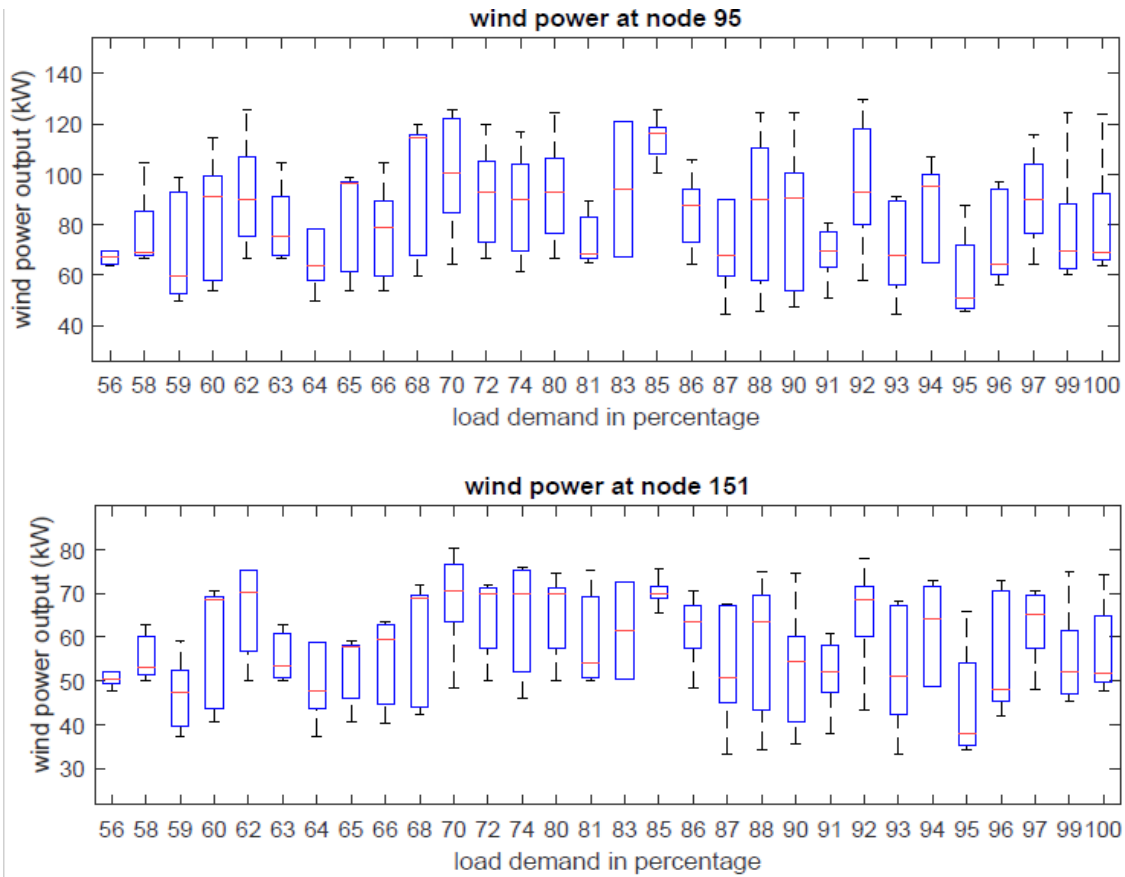 wind power at node 95
wind power output (kW)
140
120
100
80
60
40
56 58 59 60 62 63 64 65 66 68 70 72 74 80 81 83 85 86 87 88 90 91 92 93 94 95 96 97 99 100
load demand in percentage
wind power at node 151
wind power output (kW)
80
70
60
50
40
30
56 58 59 60 62 63 64 65 66 68 70 72 74 80 81 83 85 86 87 88 90 91 92 93 94 95 96 97 99 100
load demand in percentage